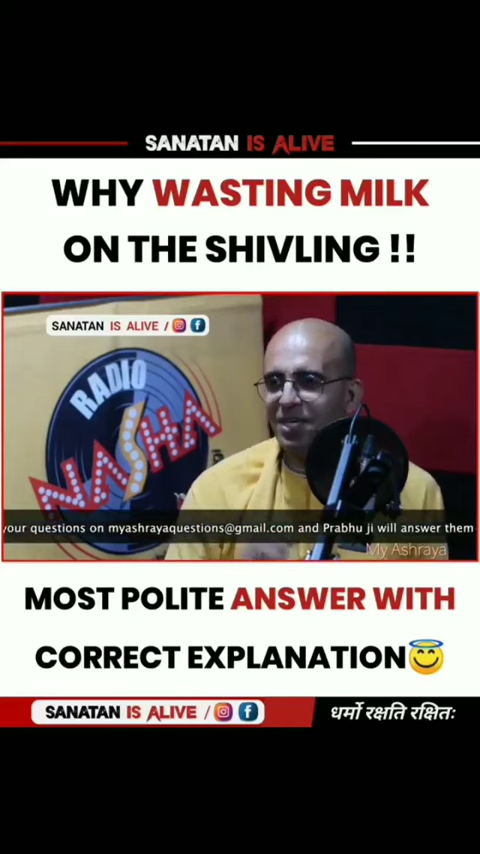 SANATAN IS ALIVE
WHY WASTING MILK
ON THE SHIVLING !!
SANATAN IS ALIVE /
RADIO
NASHA
your questions on myashrayaquestions@gmail.com and Prabhu ji will answer them
My Ashraya
MOST POLITE ANSWER WITH
CORRECT EXPLANATION
SANATAN IS ALIVE /
धर्मो रक्षति रक्षितः